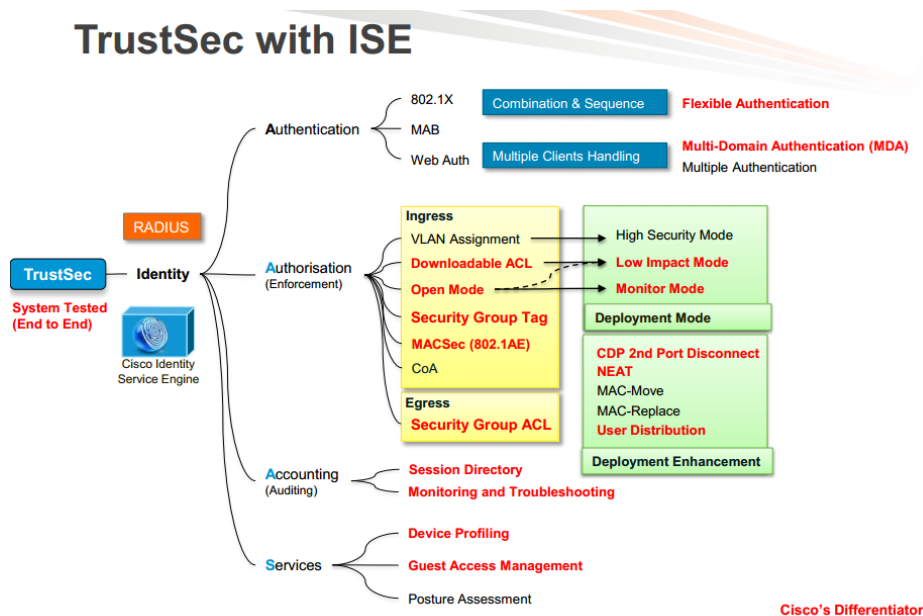 TrustSec with ISE
Authentication
802.1X
MAB
Web Auth
Combination & Sequence
Flexible Authentication
Multiple Clients Handling
Multi-Domain Authentication (MDA)
Multiple Authentication
RADIUS
TrustSec
Identity
System Tested
(End to End)
Cisco Identity
Service Engine
Authorisation
(Enforcement)
Ingress
VLAN Assignment
Downloadable ACL
Open Mode
Security Group Tag
MACSec (802.1AE)
CoA
Egress
Security Group ACL
High Security Mode
Low Impact Mode
Monitor Mode
Deployment Mode
CDP 2nd Port Disconnect
NEAT
MAC-Move
MAC-Replace
User Distribution
Deployment Enhancement
Accounting
(Auditing)
Session Directory
Monitoring and Troubleshooting
Services
Device Profiling
Guest Access Management
Posture Assessment
Cisco's Differentiator